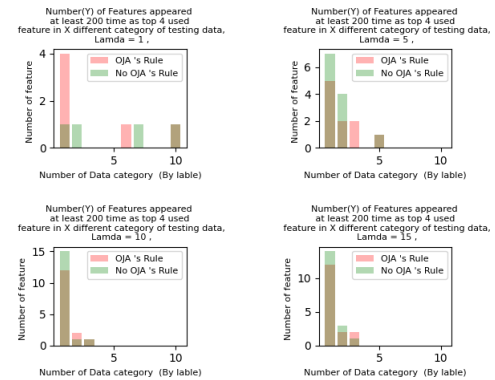 Number(Y) of Features appeared
at least 200 time as top 4 used
feature in X different category of testing data,
Lamda = 1 ,
4
2
0
Number of feature
OJA 's Rule
No OJA 's Rule
5
10
Number of Data category (By lable)
Number(Y) of Features appeared
at least 200 time as top 4 used
feature in X different category of testing data,
Lamda = 5 ,
6
4
2
0
Number of feature
OJA 's Rule
No OJA 's Rule
5
10
Number of Data category (By lable)
Number(Y) of Features appeared
at least 200 time as top 4 used
feature in X different category of testing data,
Lamda = 10 ,
15
10
5
0
Number of feature
OJA 's Rule
No OJA 's Rule
5
10
Number of Data category (By lable)
Number(Y) of Features appeared
at least 200 time as top 4 used
feature in X different category of testing data,
Lamda = 15 ,
10
5
0
Number of feature
OJA 's Rule
No OJA 's Rule
5
10
Number of Data category (By lable)